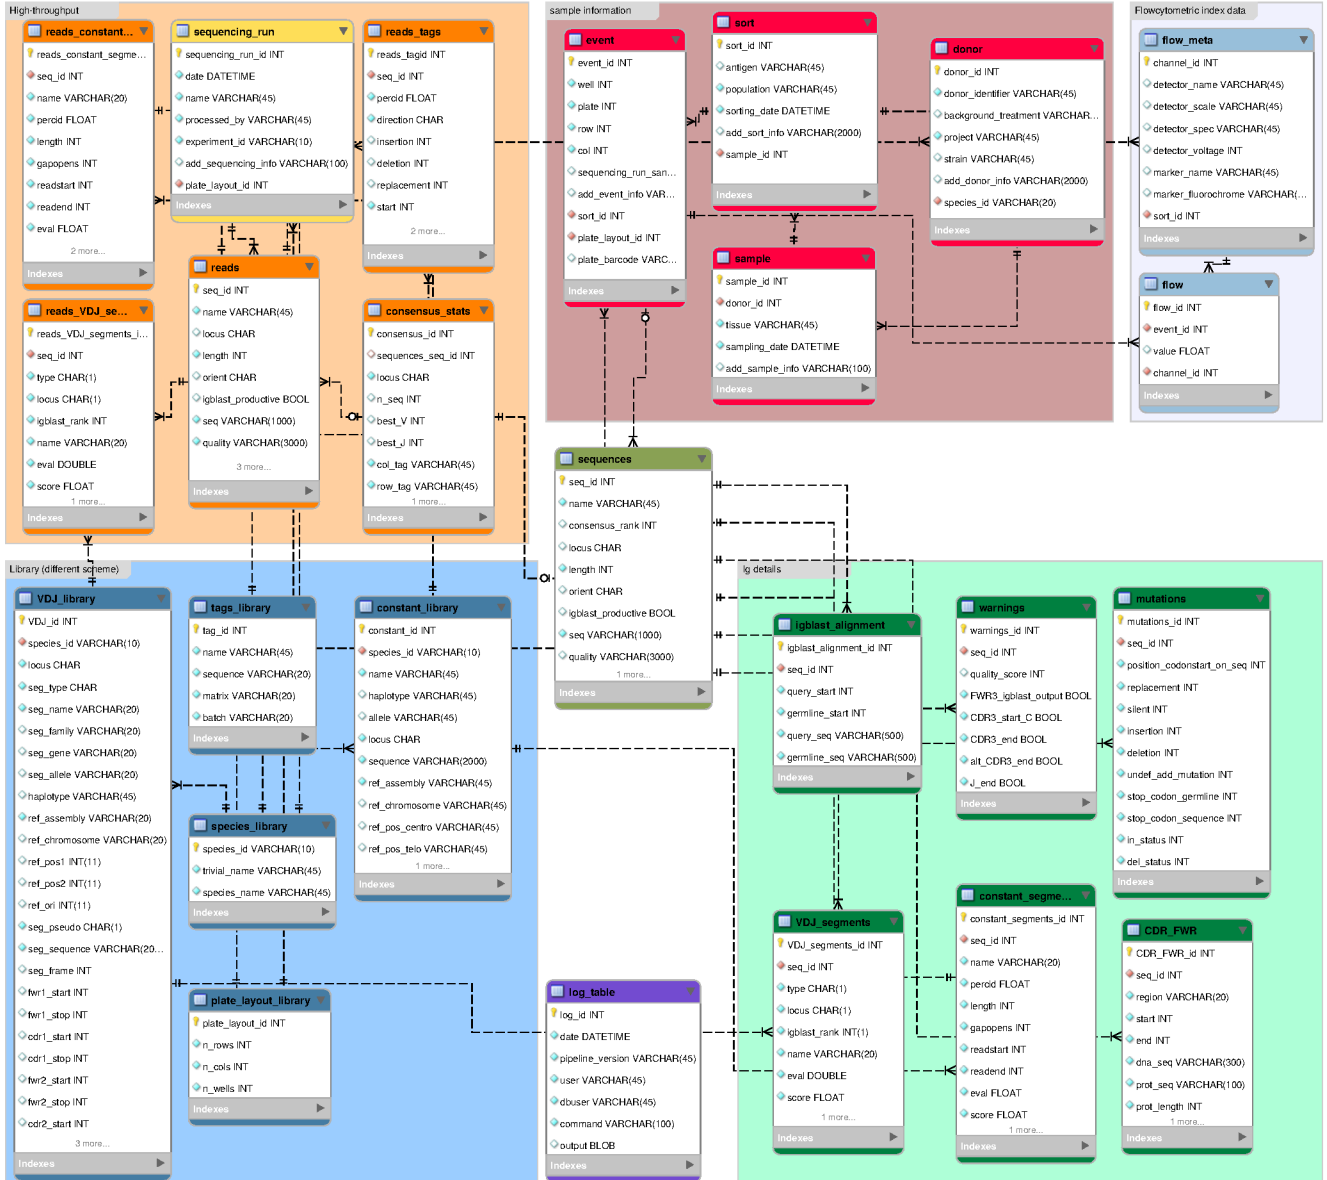 High-throughput
reads_constant...
reads_constant_segme...
seq_id INT
name VARCHAR(20)
percid FLOAT
length INT
gapopens INT
readstart INT
readend INT
eval FLOAT
2 more...
Indexes
sequencing_run
sequencing_run_id INT
date DATETIME
name VARCHAR(45)
processed_by VARCHAR(45)
experiment_id VARCHAR(10)
add_sequencing_info VARCHAR(100)
plate_layout_id INT
Indexes
reads_tags
reads_tagid INT
seq_id INT
percid FLOAT
direction CHAR
insertion INT
deletion INT
replacement INT
start INT
2 more...
Indexes
reads_VDJ_se...
reads_VDJ_segments_i...
seq_id INT
type CHAR(1)
locus CHAR(1)
igblast_rank INT
name VARCHAR(20)
eval DOUBLE
score FLOAT
1 more...
Indexes
reads
seq_id INT
name VARCHAR(45)
locus CHAR
length INT
orient CHAR
igblast_productive BOOL
seq VARCHAR(1000)
quality VARCHAR(3000)
3 more...
Indexes
consensus_stats
consensus_id INT
sequences_seq_id INT
locus CHAR
n_seq INT
best_V INT
best_J INT
col_tag VARCHAR(45)
row_tag VARCHAR(45)
1 more...
Indexes
sample information
event
event_id INT
well INT
plate INT
row INT
col INT
sequencing_run_san...
add_event_info VAR...
sort_id INT
plate_layout_id INT
plate_barcode VARC...
Indexes
sort
sort_id INT
antigen VARCHAR(45)
population VARCHAR(45)
sorting_date DATETIME
add_sort_info VARCHAR(2000)
sample_id INT
Indexes
donor
donor_id INT
donor_identifier VARCHAR(45)
background_treatment VARCHAR...
project VARCHAR(45)
strain VARCHAR(45)
add_donor_info VARCHAR(2000)
species_id VARCHAR(20)
Indexes
sample
sample_id INT
donor_id INT
tissue VARCHAR(45)
sampling_date DATETIME
add_sample_info VARCHAR(100)
Indexes
Flowcytometric index data
flow_meta
channel_id INT
detector_name VARCHAR(45)
detector_scale VARCHAR(45)
detector_spec VARCHAR(45)
detector_voltage INT
marker_name VARCHAR(45)
marker_fluorochrome VARCHAR(...
sort_id INT
Indexes
flow
flow_id INT
event_id INT
value FLOAT
channel_id INT
Indexes
sequences
seq_id INT
name VARCHAR(45)
consensus_rank INT
locus CHAR
length INT
orient CHAR
igblast_productive BOOL
seq VARCHAR(1000)
quality VARCHAR(3000)
1 more...
Indexes
Library (different scheme)
VDJ_library
VDJ_id INT
species_id VARCHAR(10)
locus CHAR
seg_type CHAR
seg_name VARCHAR(20)
seg_family VARCHAR(20)
seg_gene VARCHAR(20)
seg_allele VARCHAR(20)
haplotype VARCHAR(45)
ref_assembly VARCHAR(20)
ref_chromosome VARCHAR(20)
ref_pos1 INT(11)
ref_pos2 INT(11)
ref_ori INT(11)
seg_pseudo CHAR(1)
seg_sequence VARCHAR(20...
seg_frame INT
fwr1_start INT
fwr1_stop INT
cdr1_start INT
cdr1_stop INT
fwr2_start INT
fwr2_stop INT
cdr2_start INT
3 more...
Indexes
tags_library
tag_id INT
name VARCHAR(45)
sequence VARCHAR(20)
matrix VARCHAR(20)
batch VARCHAR(20)
Indexes
constant_library
constant_id INT
species_id VARCHAR(10)
name VARCHAR(45)
haplotype VARCHAR(45)
allele VARCHAR(45)
locus CHAR
sequence VARCHAR(2000)
ref_assembly VARCHAR(45)
ref_chromosome VARCHAR(45)
ref_pos_centro VARCHAR(45)
ref_pos_telo VARCHAR(45)
1 more...
Indexes
species_library
species_id VARCHAR(10)
trivial_name VARCHAR(45)
species_name VARCHAR(45)
Indexes
plate_layout_library
plate_layout_id INT
n_rows INT
n_cols INT
n_wells INT
Indexes
log_table
log_id INT
date DATETIME
pipeline_version VARCHAR(45)
user VARCHAR(45)
dbuser VARCHAR(45)
command VARCHAR(100)
output BLOB
Indexes
Ig details
igblast_alignment
igblast_alignment_id INT
seq_id INT
query_start INT
germline_start INT
query_seq VARCHAR(500)
germline_seq VARCHAR(500)
Indexes
warnings
warnings_id INT
seq_id INT
quality_score INT
FWR3_igblast_output BOOL
CDR3_start_C BOOL
CDR3_end BOOL
alt_CDR3_end BOOL
J_end BOOL
Indexes
mutations
mutations_id INT
seq_id INT
position_codonstart_on_seq INT
replacement INT
silent INT
insertion INT
deletion INT
undef_add_mutation INT
stop_codon_germline INT
stop_codon_sequence INT
in_status INT
del_status INT
Indexes
VDJ_segments
VDJ_segments_id INT
seq_id INT
type CHAR(1)
locus CHAR(1)
igblast_rank INT(1)
name VARCHAR(20)
eval DOUBLE
score FLOAT
1 more...
Indexes
constant_segme...
constant_segments_id INT
seq_id INT
name VARCHAR(20)
percid FLOAT
length INT
gapopens INT
readstart INT
readend INT
eval FLOAT
score FLOAT
1 more...
Indexes
CDR_FWR
CDR_FWR_id INT
seq_id INT
region VARCHAR(20)
start INT
end INT
dna_seq VARCHAR(300)
prot_seq VARCHAR(100)
prot_length INT
1 more...
Indexes